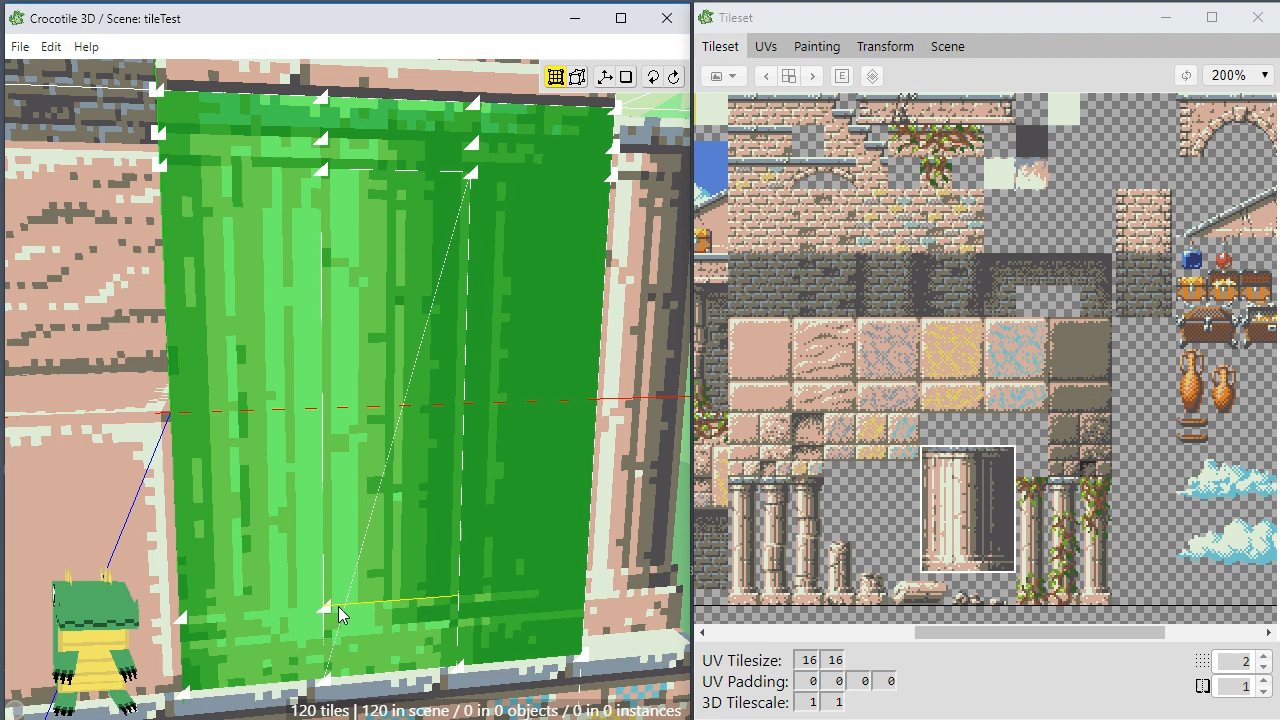 Crocotile 3D / Scene: tileTest
File Edit Help
120 tiles | 120 in scene / 0 in 0 objects / 0 in 0 instances
Tileset
Tileset UVs Painting Transform Scene
E 200%
UV Tilesize: 16 16 2
UV Padding: 0 0 0 0 1
3D Tilescale: 1 1